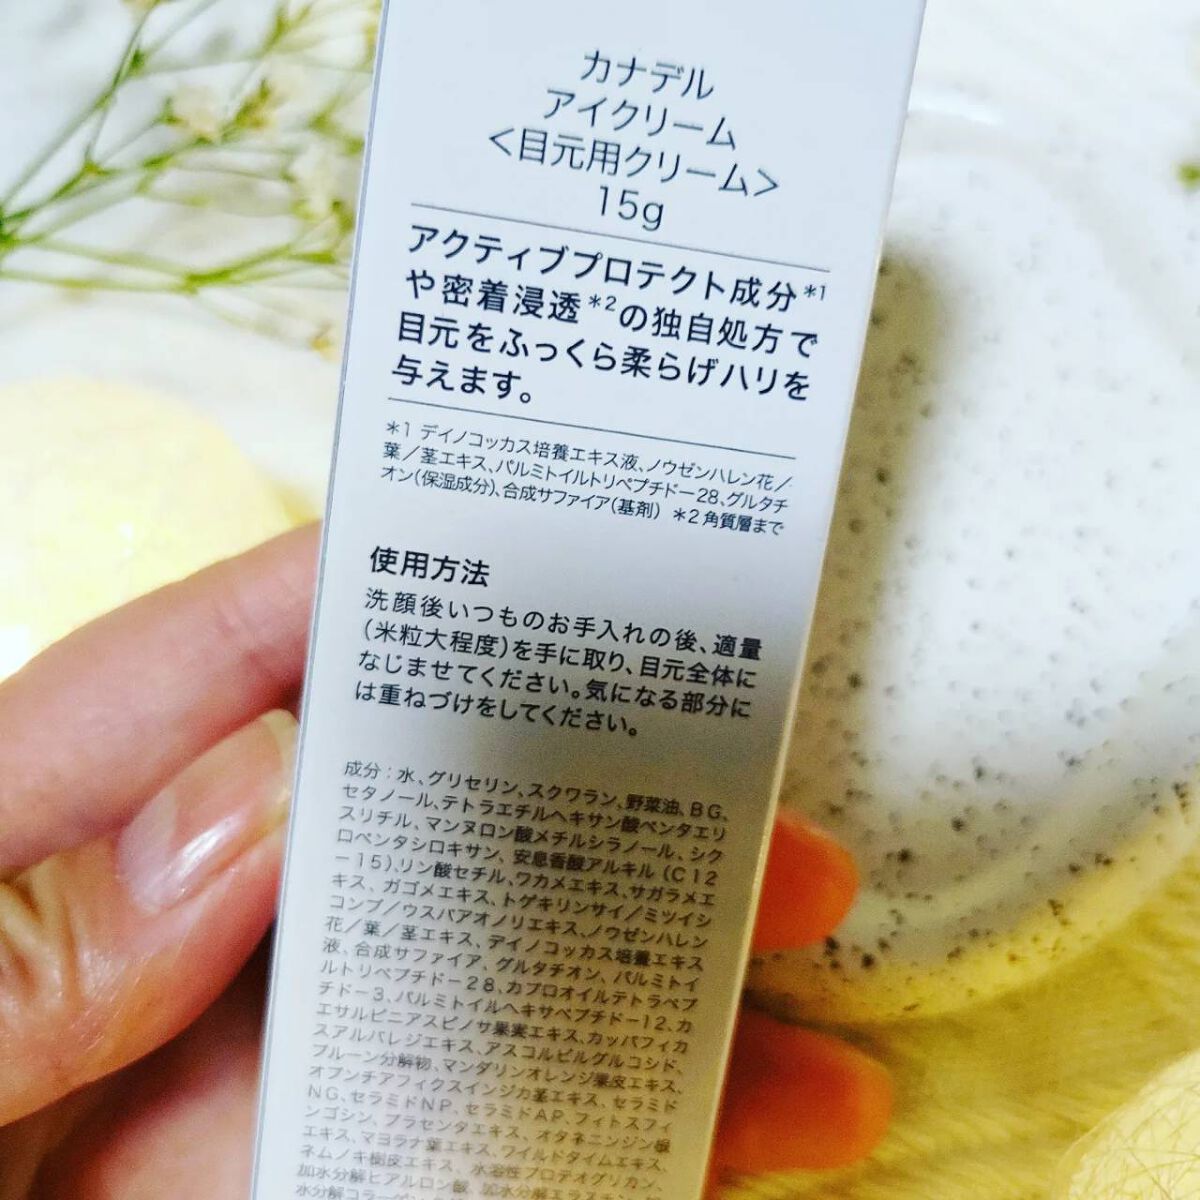 カナデル
アイクリーム
<目元用クリーム>
15g
アクティブプロテクト成分*1
や密着浸透*2の独自処方で
目元をふっくら柔らげハリを
与えます。
*1 デイノコッカス培養エキス液、ノウゼンハレン花/
葉/茎エキス、パルミトイルトリペプチド-28、グルタチ
オン(保湿成分)、合成サファイア(基剤) *2角質層まで
使用方法
洗顔後いつものお手入れの後、適量
(米粒大程度)を手に取り、目元全体に
なじませてください。気になる部分に
は重ねづけをしてください。
成分:水、グリセリン、スクワラン、野菜油、BG、
セタノール、テトラエチルヘキサン酸ペンタエリ
スリチル、マンヌロン酸メチルシラノール、シク
ロペンタシロキサン、安息香酸アルキル(C12
-15)、リン酸セチル、ワカメエキス、サガラメエ
キス、ガゴメエキス、トゲキリンサイ/ミツイシ
コンブ/ウスバアオノリエキス、ノウゼンハレン
花/葉/茎エキス、デイノコッカス培養エキス
液、合成サファイア、グルタチオン、パルミトイ
ルトリペプチド-28、カプロオイルテトラペプ
チド-3、パルミトイルヘキサペプチド-12、カ
エサルピニアスピノサ果実エキス、カッパフィカ
スアルバレジエキス、アスコルビルグルコシド、
プルーン分解物、マンダリンオレンジ果皮エキス、
オプンチアフィクスインジカ茎エキス、セラミド
NG、セラミドNP、セラミドAP、フィトスフィ
ンゴシン、プラセンタエキス、オタネニンジン根
エキス、マヨラナ葉エキス、ワイルドタイムエキス、
ネムノキ樹皮エキス、水溶性プロテオグリカン、
加水分解ヒアルロン酸、加水分解エラスチン、加
水分解コラーゲン